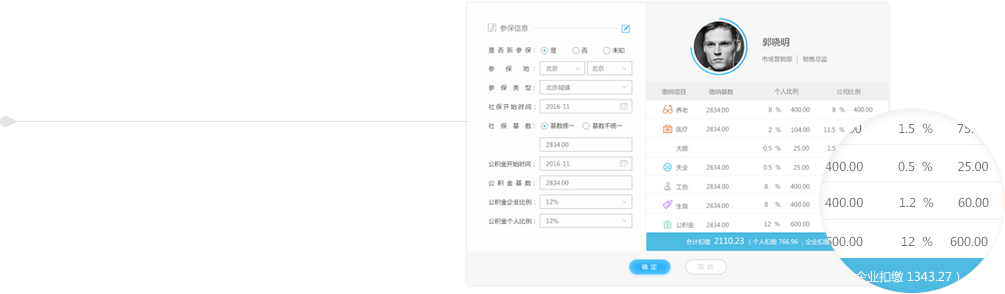 参保信息
是否新参保： 是 否 未知
参保地： 北京 北京
参保类型： 北京城镇
社保开始时间： 2016-11
社保基数： 基数统一 基数不统一
2834.00
公积金开始时间： 2016-11
公积金基数： 2834.00
公积金企业比例： 12%
公积金个人比例： 12%
郭晓明
市场营销部 | 销售总监
缴纳项目 缴纳基数 个人比例 公司比例
养老 2834.00 8 % 400.00 8 % 400.00
医疗 2834.00 2 % 104.00 11.5 %
大额 0.5 % 25.00 1.5
失业 2834.00 0.5 % 25.00
工伤 2834.00 8 % 400.00
生育 2834.00 8 % 400.00
公积金 2834.00 12 % 600.00
合计扣缴 2110.23 ( 个人扣缴 766.96 ，企业扣缴
1.5 % 75.
400.00 0.5 % 25.00
400.00 1.2 % 60.00
600.00 12 % 600.00
企业扣缴 1343.27 )
确 定
取 消